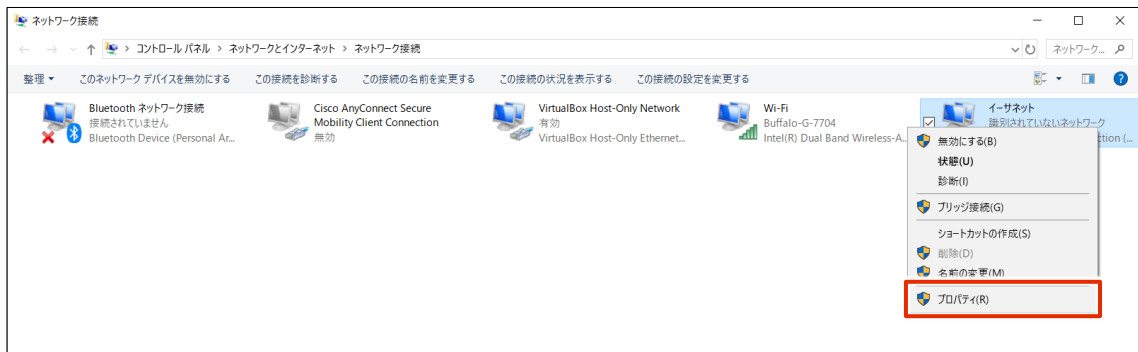 ネットワーク接続
コントロール パネル > ネットワークとインターネット > ネットワーク接続
ネットワーク...
整理
このネットワーク デバイスを無効にする
この接続を診断する
この接続の名前を変更する
この接続の状況を表示する
この接続の設定を変更する
Bluetooth ネットワーク接続
接続されていません
Bluetooth Device (Personal Ar...
Cisco AnyConnect Secure
Mobility Client Connection
無効
VirtualBox Host-Only Network
有効
VirtualBox Host-Only Ethernet...
Wi-Fi
Buffalo-G-7704
Intel(R) Dual Band Wireless-A...
イーサネット
識別されていないネットワーク
ction (...
無効にする(B)
状態(U)
診断(I)
ブリッジ接続(G)
ショートカットの作成(S)
削除(D)
名前の変更(M)
プロパティ(R)